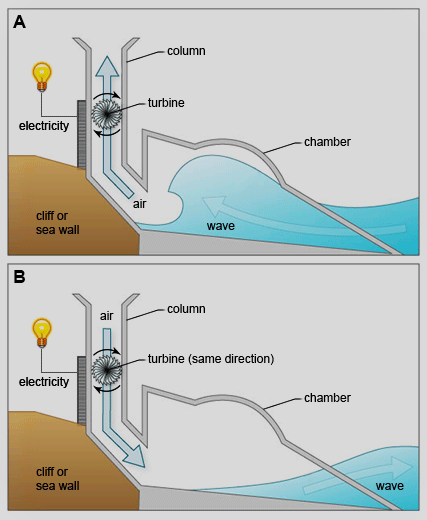 A
column
turbine
electricity
chamber
air
cliff or
sea wall
wave
B
air
column
turbine (same direction)
electricity
chamber
cliff or
sea wall
wave